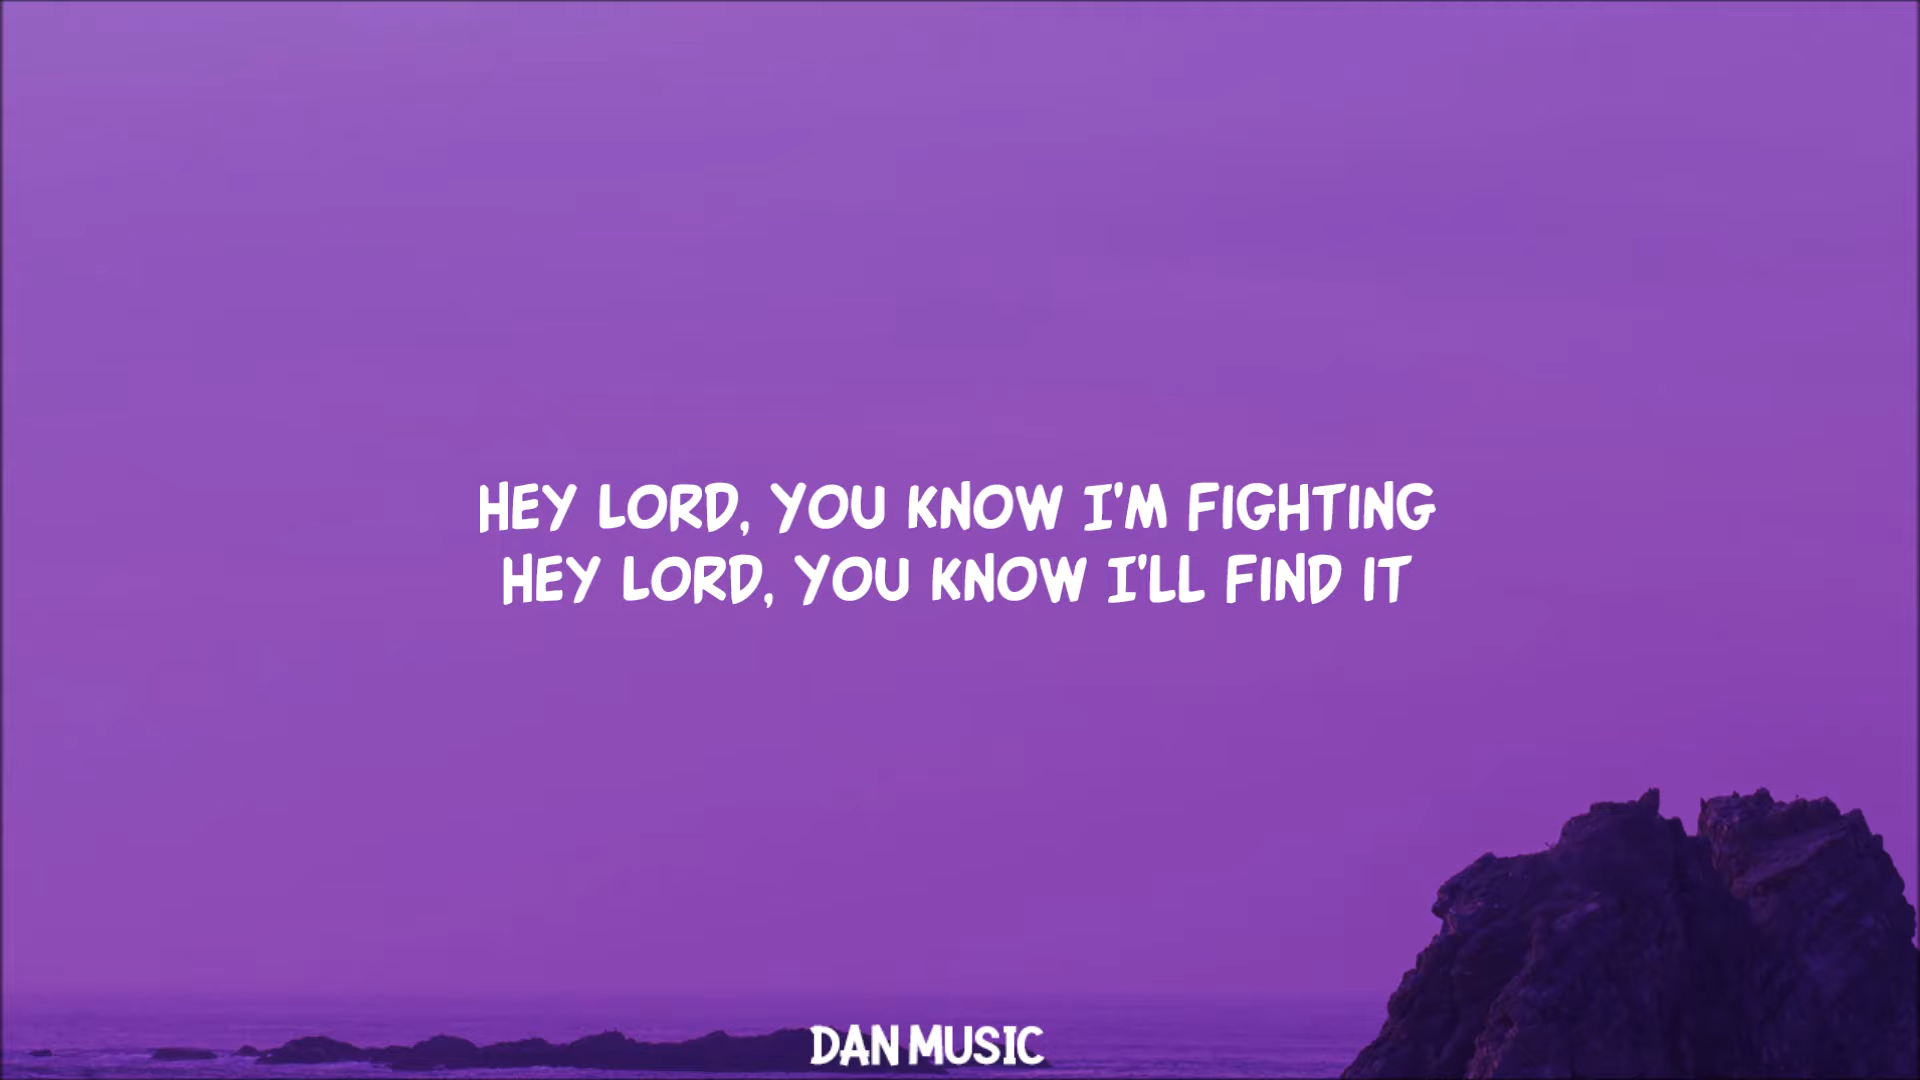 HEY LORD, YOU KNOW I'M FIGHTING
HEY LORD, YOU KNOW I'LL FIND IT
DAN MUSIC